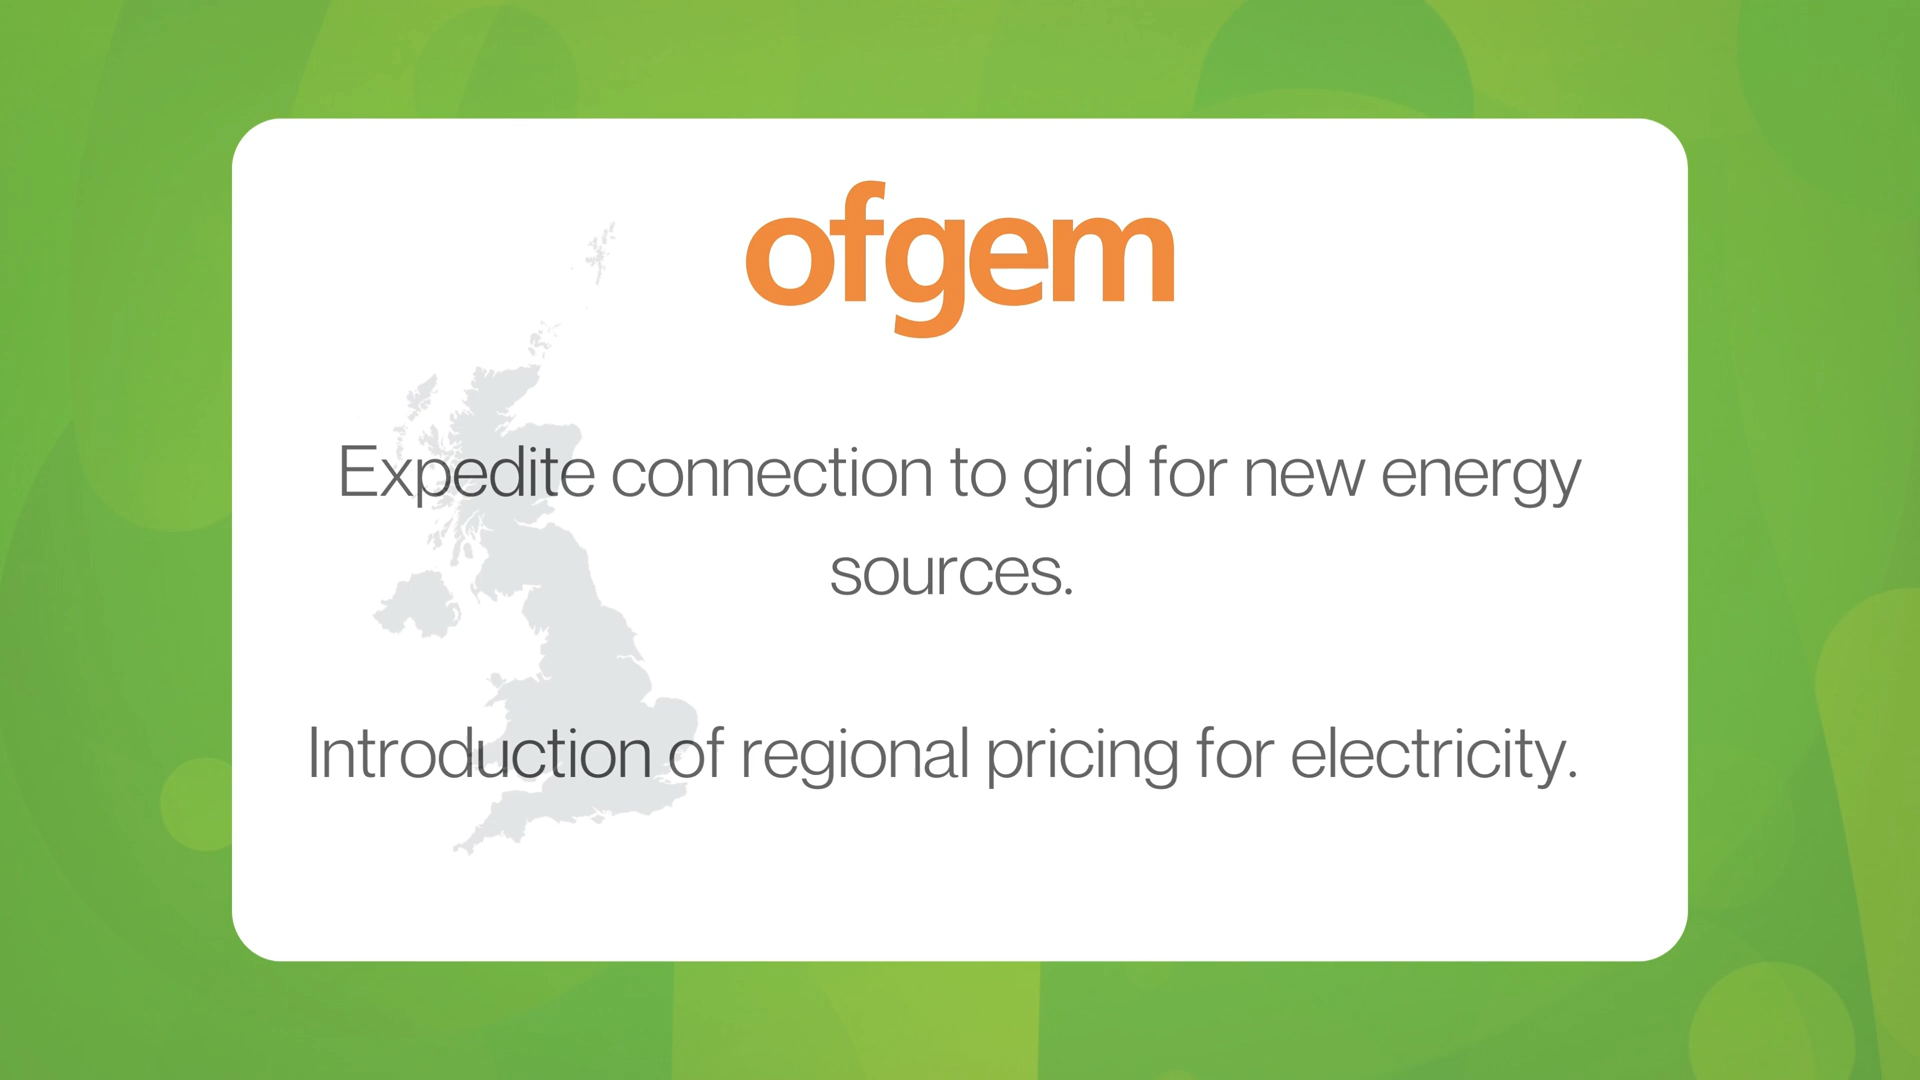 ofgem
Expedite connection to grid for new energy
sources.
Introduction of regional pricing for electricity.